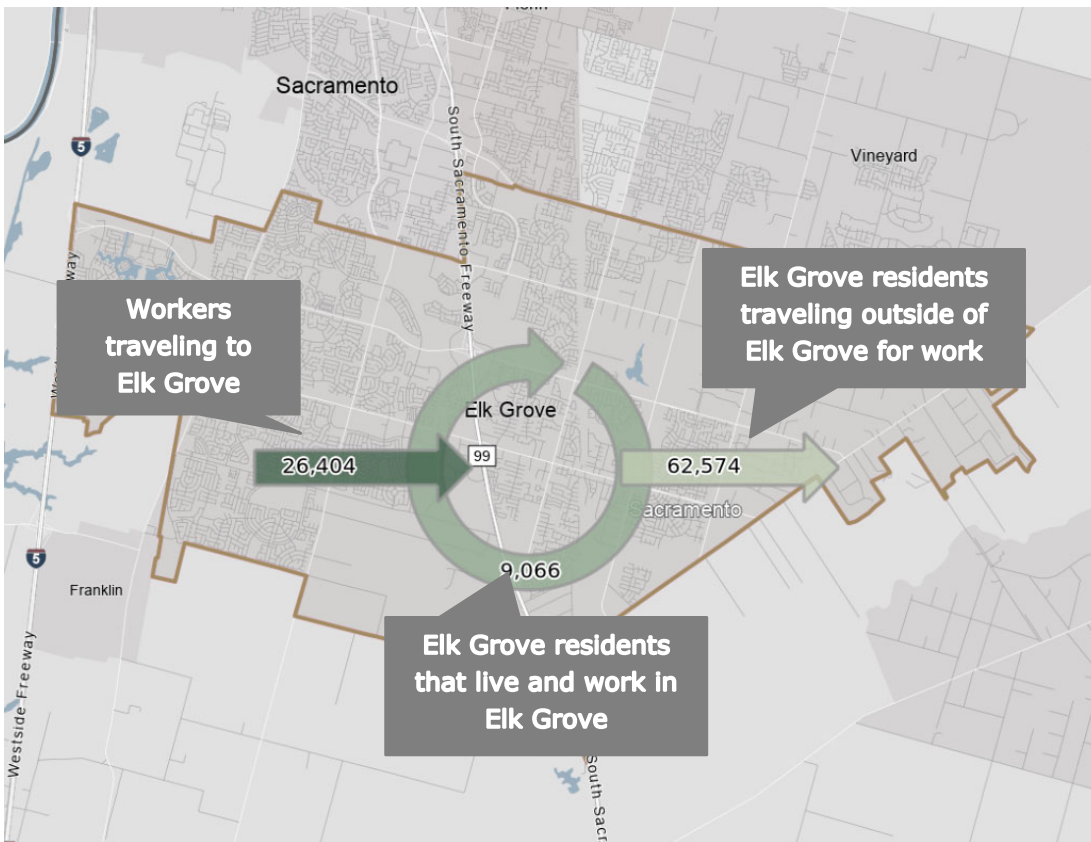 Sacramento
5
South Sacramento Freeway
Vineyard
Workers
traveling to
Elk Grove
Elk Grove residents
traveling outside of
Elk Grove for work
Elk Grove
26,404
99
62,574
Sacramento
9,066
5
Franklin
Elk Grove residents
that live and work in
Elk Grove
Westside Freeway
South Sacr